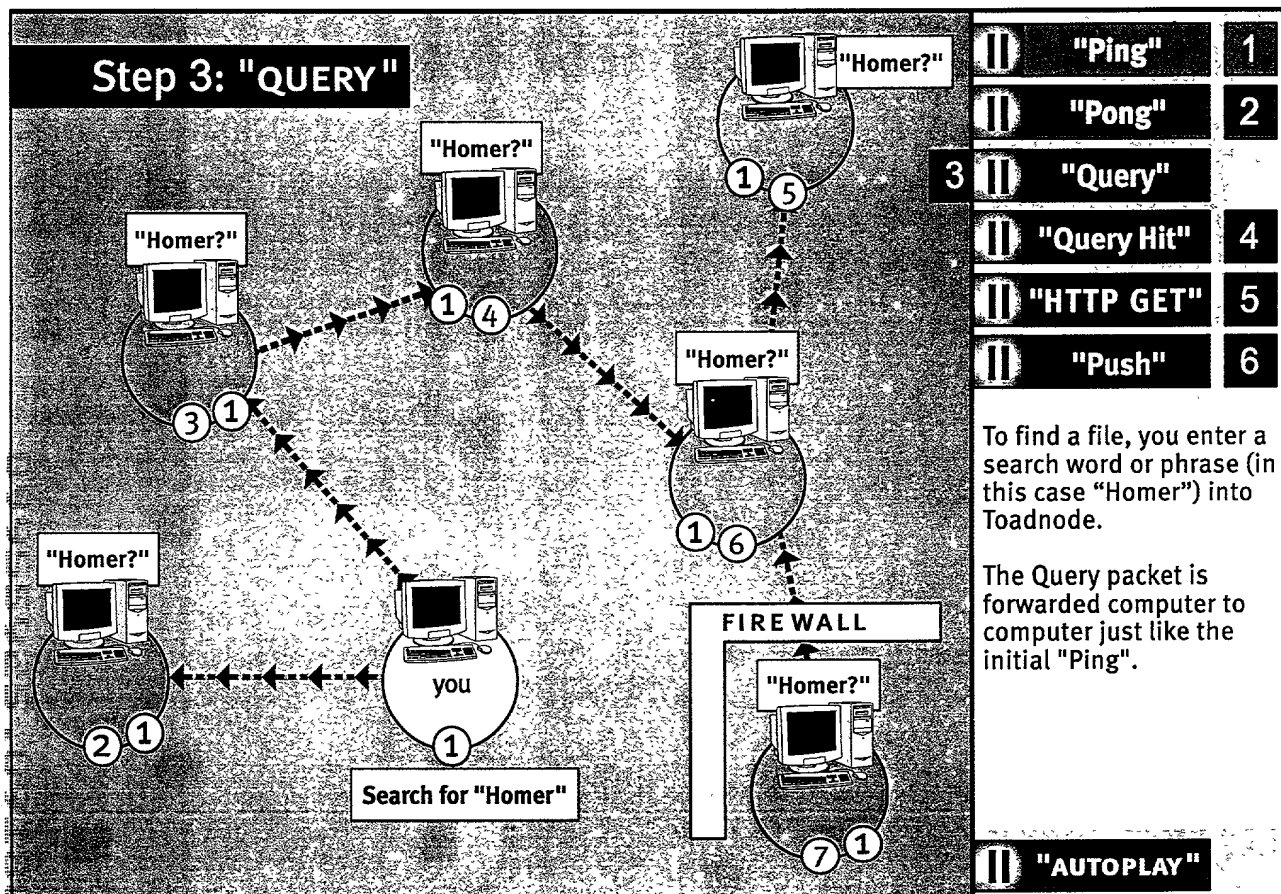 Step 3: "QUERY"
"Homer?"
1
5
"Homer?"
1
4
"Homer?"
3
1
"Homer?"
1
6
"Homer?"
2
1
you
1
Search for "Homer"
FIREWALL
"Homer?"
7
1
"Ping" 1
"Pong" 2
3 "Query"
"Query Hit" 4
"HTTP GET" 5
"Push" 6
To find a file, you enter a
search word or phrase (in
this case “Homer”) into
Toadnode.
The Query packet is
forwarded computer to
computer just like the
initial "Ping".
"AUTOPLAY"